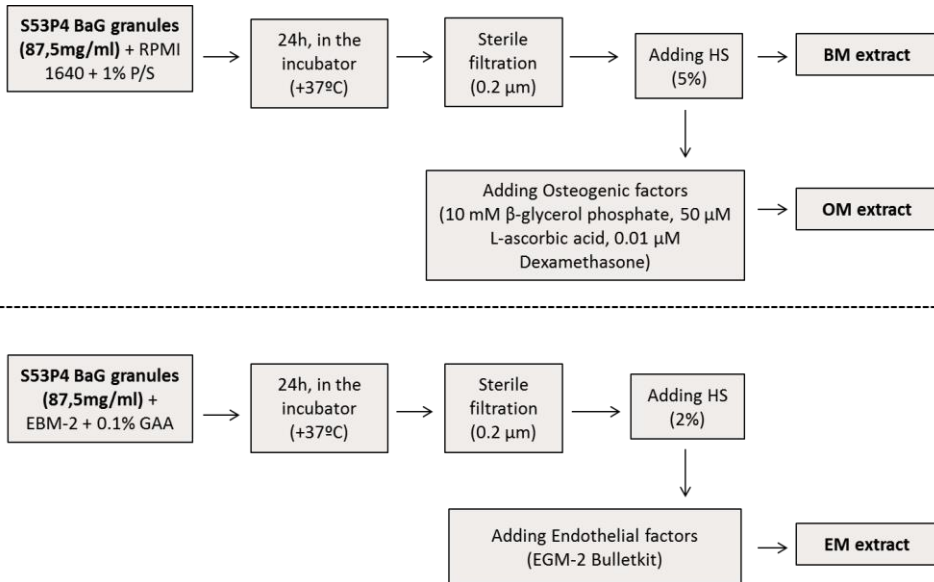 S53P4 BaG granules
(87,5mg/ml) + RPMI
1640 + 1% P/S
24h, in the
incubator
(+37ºC)
Sterile
filtration
(0.2 µm)
Adding HS
(5%)
BM extract
Adding Osteogenic factors
(10 mM β-glycerol phosphate, 50 µM
L-ascorbic acid, 0.01 µM
Dexamethasone)
OM extract
S53P4 BaG granules
(87,5mg/ml) +
EBM-2 + 0.1% GAA
24h, in the
incubator
(+37ºC)
Sterile
filtration
(0.2 µm)
Adding HS
(2%)
Adding Endothelial factors
(EGM-2 Bulletkit)
EM extract